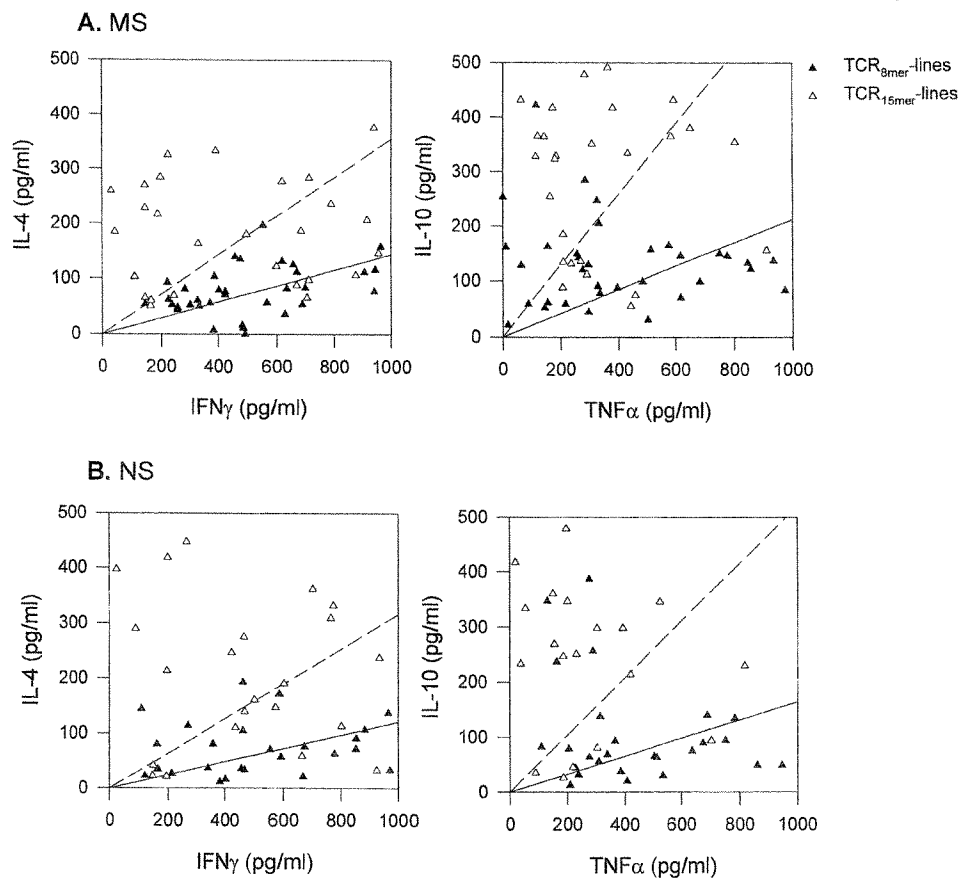 A. MS
500
400
300
200
100
0
IL-4 (pg/ml)
0 200 400 600 800 1000
IFNγ (pg/ml)
500
400
300
200
100
0
IL-10 (pg/ml)
0 200 400 600 800 1000
TNFα (pg/ml)
▲ TCR8mer-lines
△ TCR15mer-lines
B. NS
500
400
300
200
100
0
IL-4 (pg/ml)
0 200 400 600 800 1000
IFNγ (pg/ml)
500
400
300
200
100
0
IL-10 (pg/ml)
0 200 400 600 800 1000
TNFα (pg/ml)